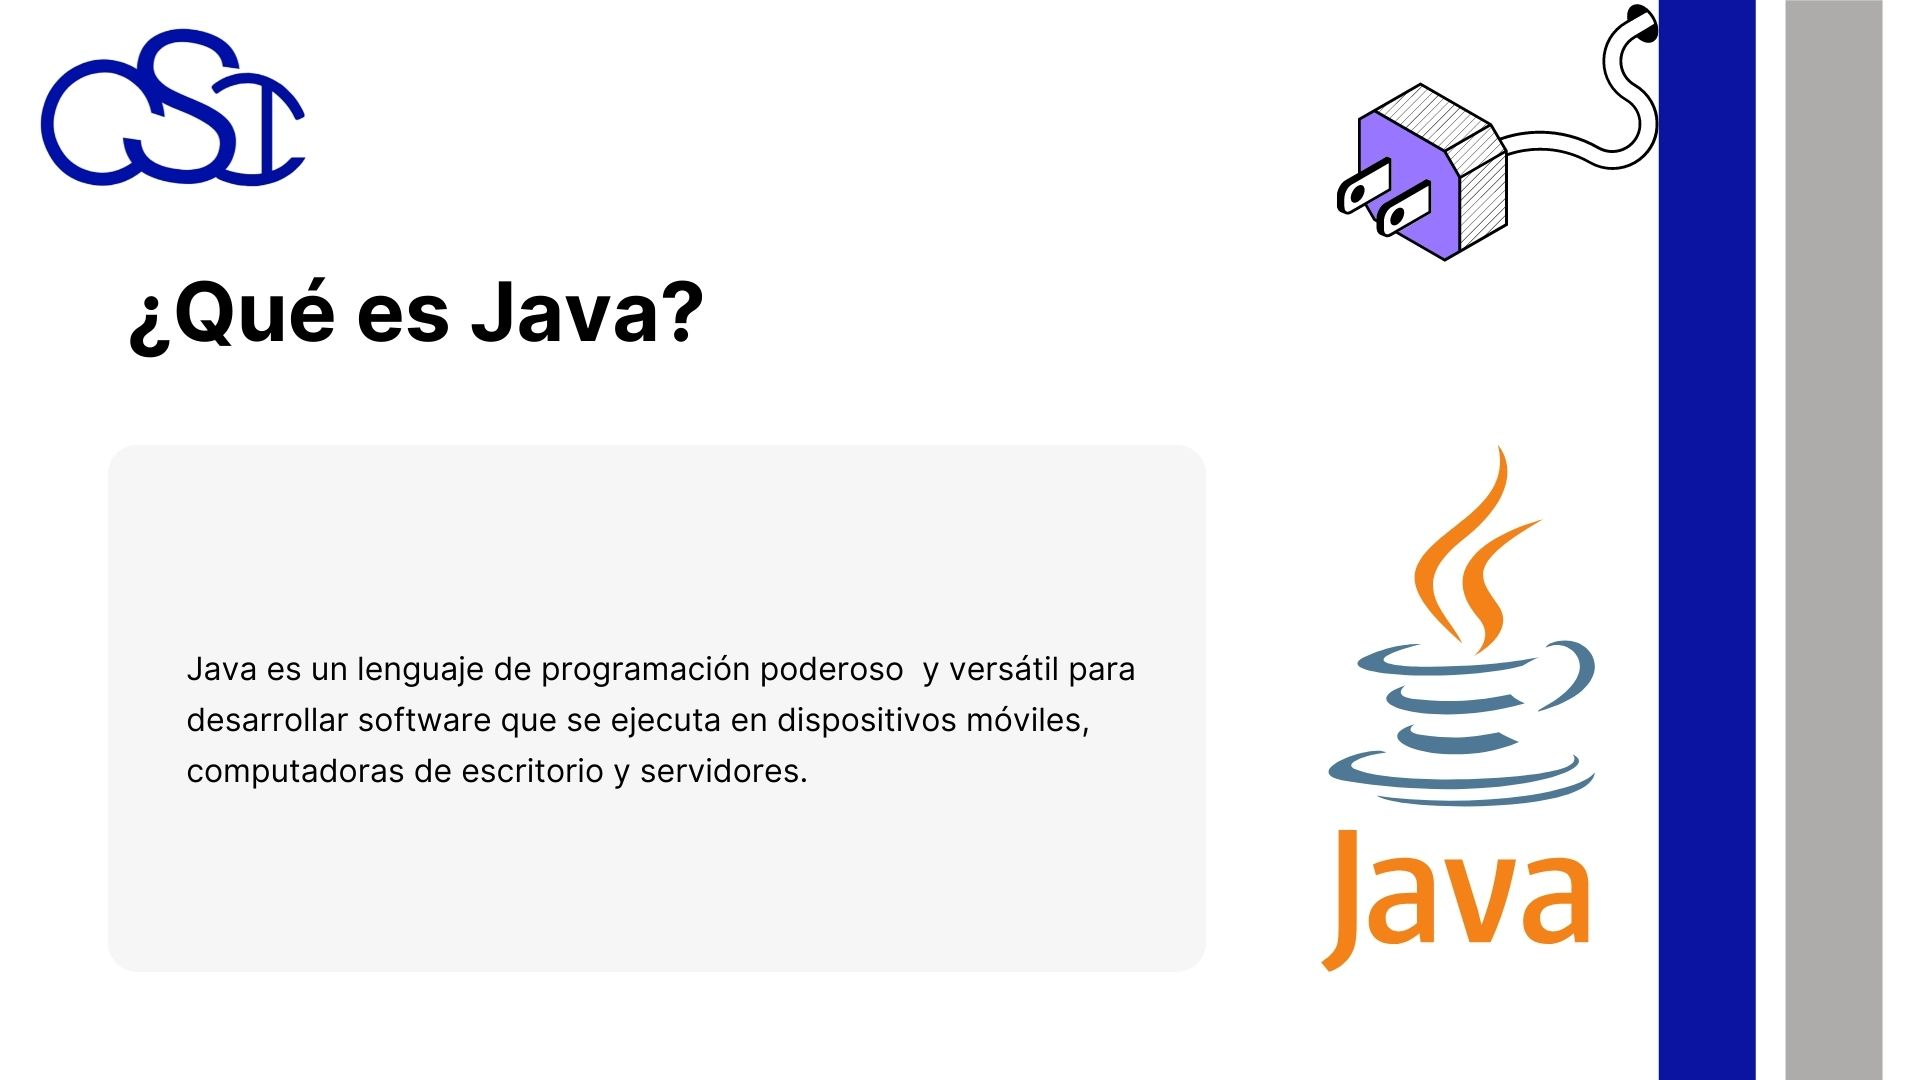 CSI
¿Qué es Java?
Java es un lenguaje de programación poderoso  y versátil para
desarrollar software que se ejecuta en dispositivos móviles,
computadoras de escritorio y servidores.
Java